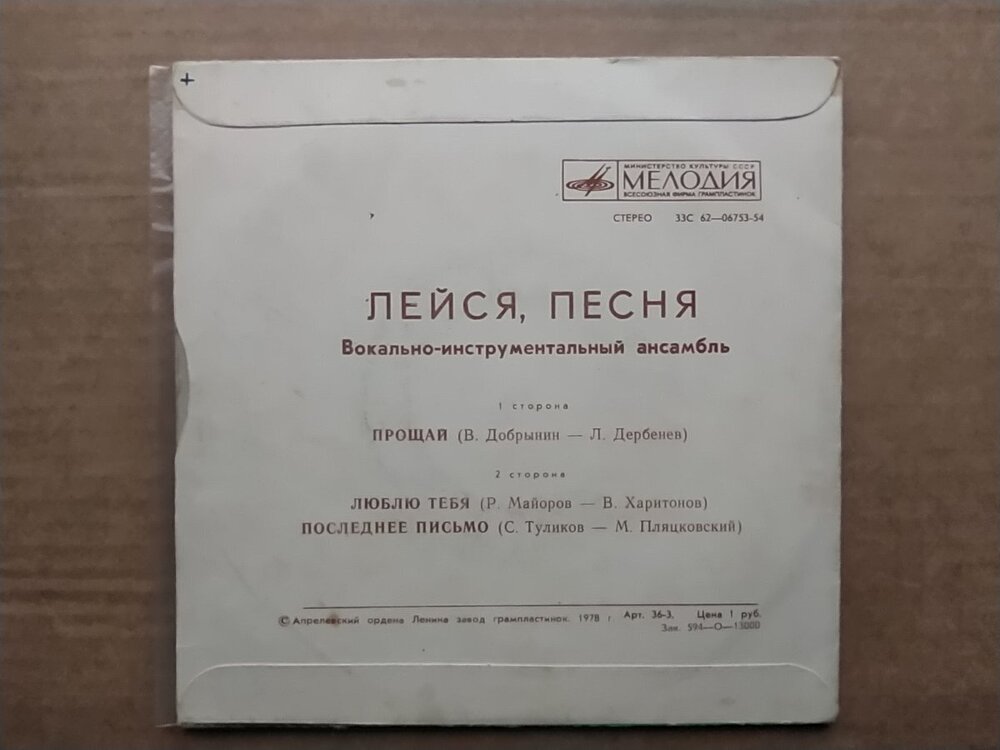 +
МИНИСТЕРСТВО КУЛЬТУРЫ СССР
МЕЛОДИЯ
ВСЕСОЮЗНАЯ ФИРМА ГРАМПЛАСТИНОК
СТЕРЕО 33С 62—06753-54
ЛЕЙСЯ, ПЕСНЯ
Вокально-инструментальный ансамбль
1 сторона
ПРОЩАЙ (В. Добрынин — Л. Дербенев)
2 сторона
ЛЮБЛЮ ТЕБЯ (Р. Майоров — В. Харитонов)
ПОСЛЕДНЕЕ ПИСЬМО (С. Туликов — М. Пляцковский)
© Апрелевский ордена Ленина завод грампластинок. 1978 г. Арт. 36-3. Цена 1 руб.
Зак. 594—О—13000